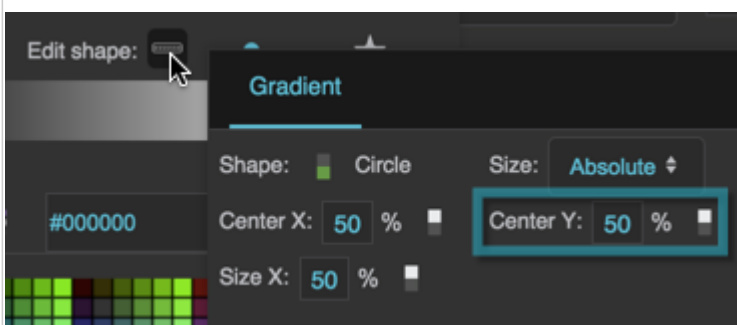 Edit shape:
Gradient
Shape: Circle Size: Absolute
Center X: 50 % Center Y: 50 %
#000000
Size X: 50 %